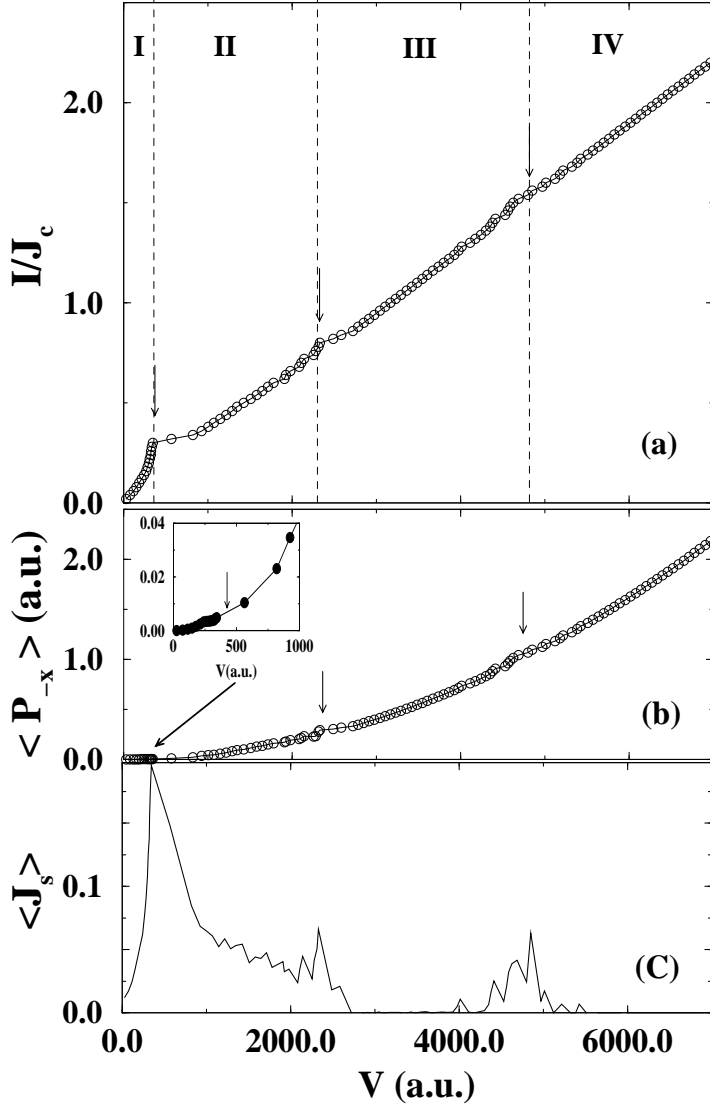 I II III IV
2.0
1.0
0.0
I/J_c
(a)
2.0
1.0
0.0
< P_{-x} > (a.u.)
0.04
0.02
0.00
0 500 1000
V(a.u.)
(b)
0.1
0.0
<J_s>
(C)
0.0 2000.0 4000.0 6000.0
V (a.u.)